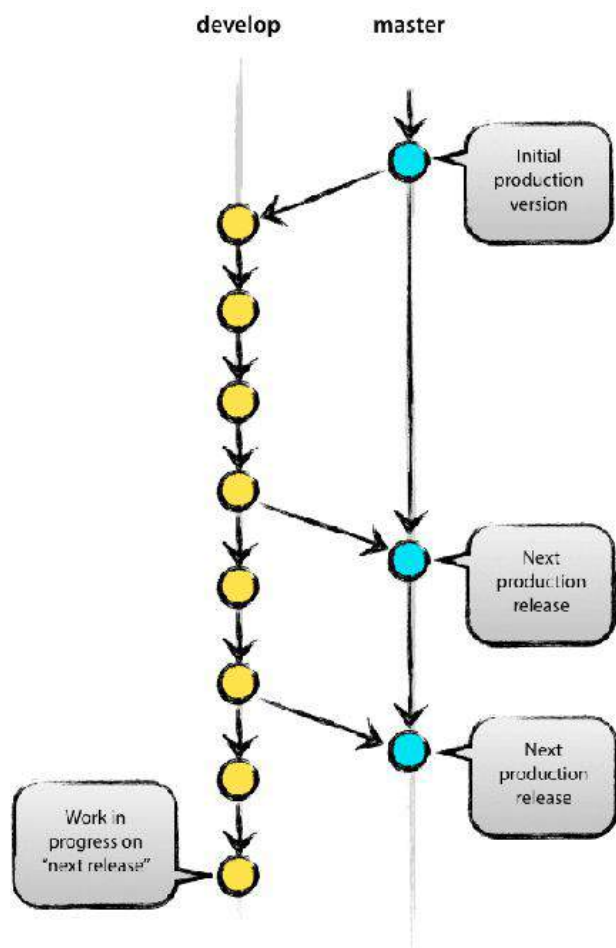 develop
master
Initial
production
version
Next
production
release
Next
production
release
Work in
progress on
"next release"